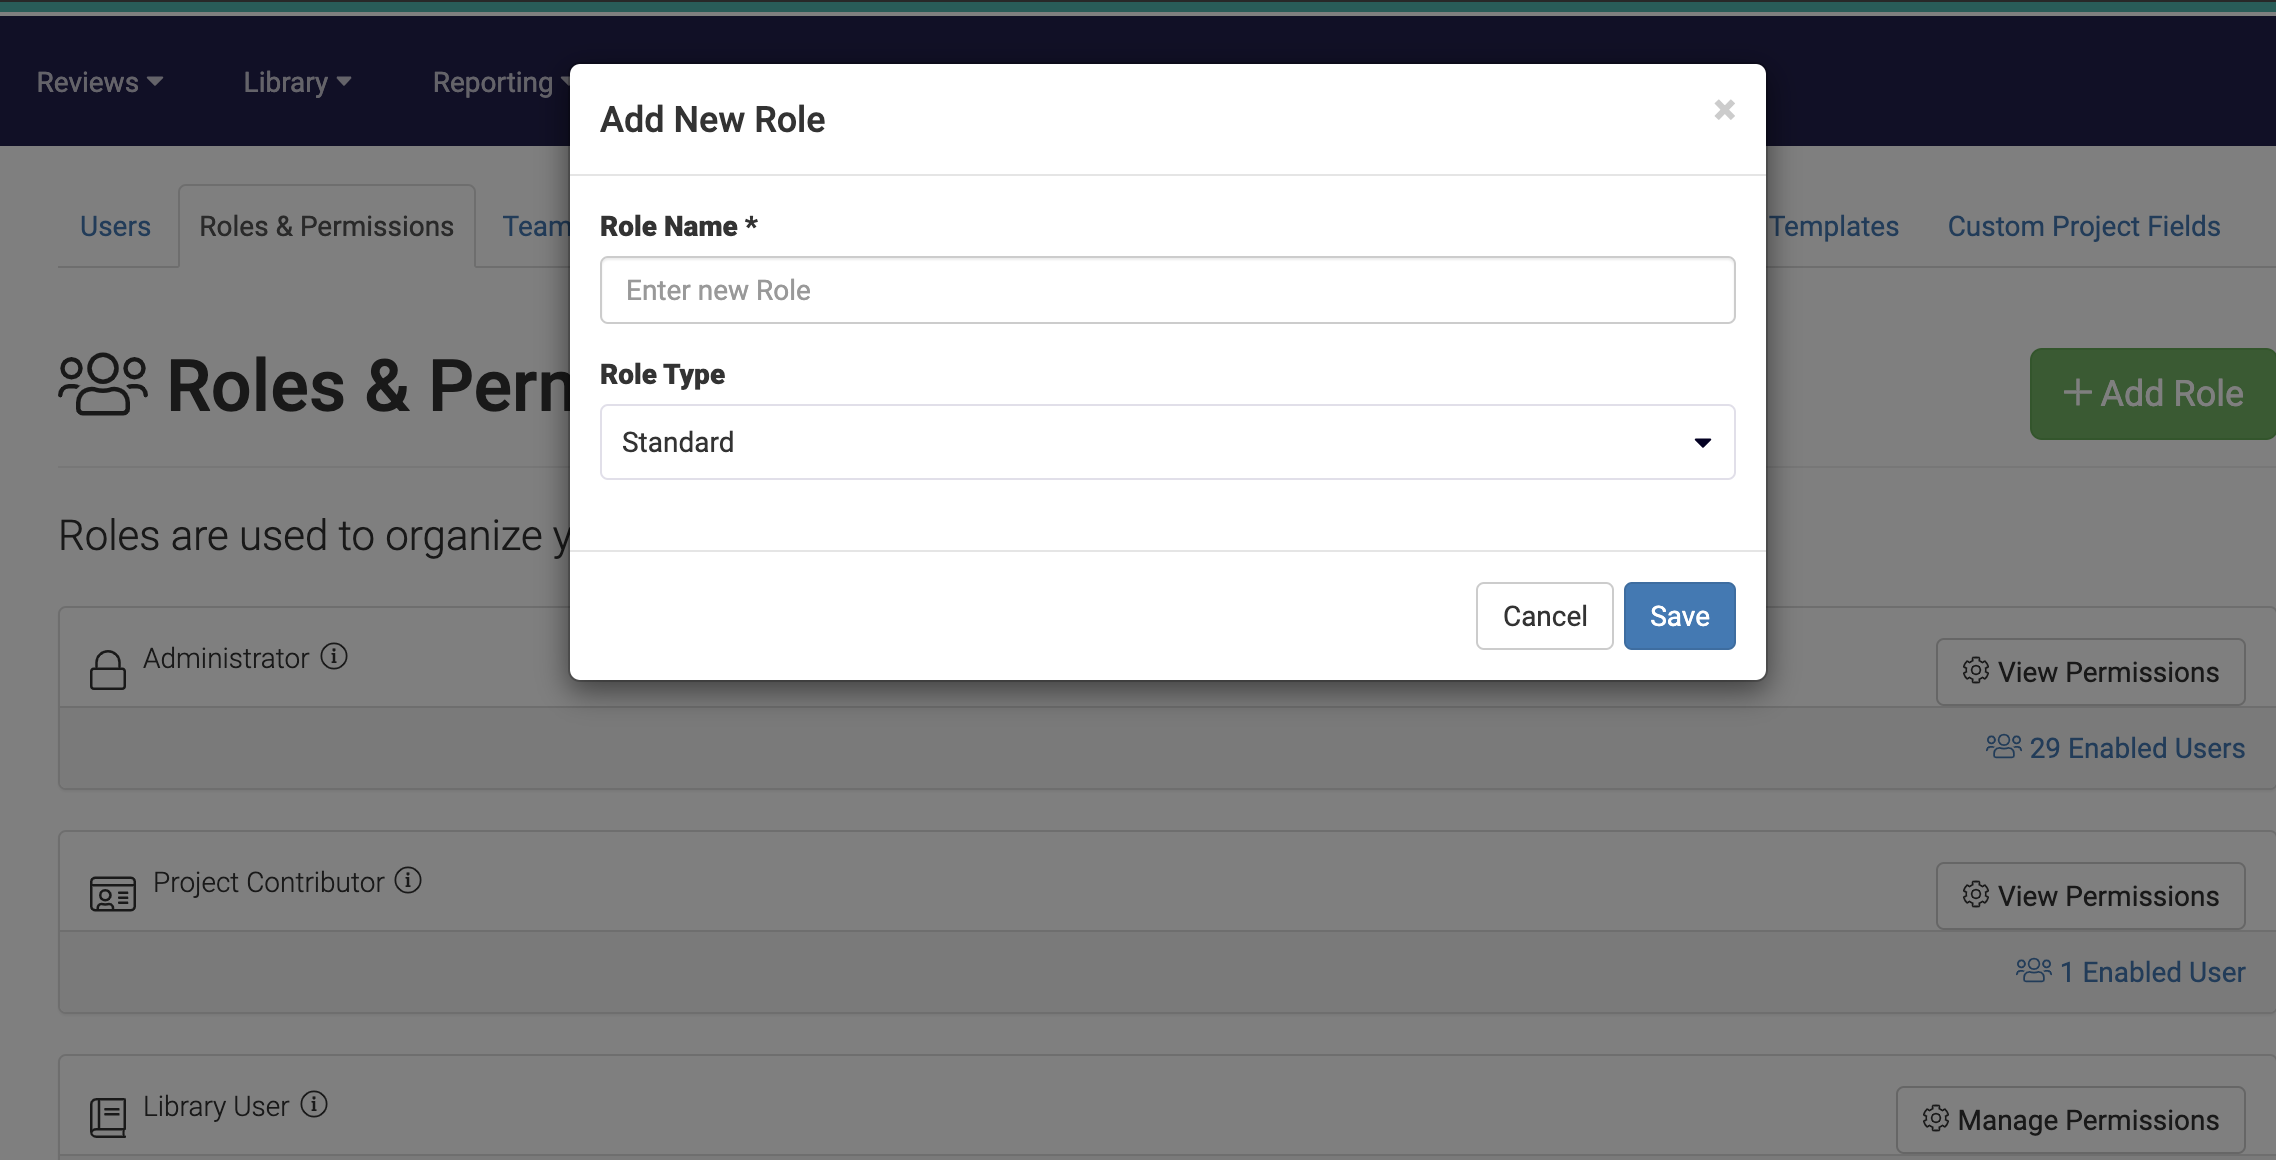 Reviews
Library
Reporting
Add New Role
×
Users
Roles & Permissions
Team
Templates
Custom Project Fields
Role Name *
Enter new Role
Role Type
Standard
Roles & Perm
+ Add Role
Roles are used to organize y
Cancel
Save
Administrator
View Permissions
29 Enabled Users
Project Contributor
View Permissions
1 Enabled User
Library User
Manage Permissions